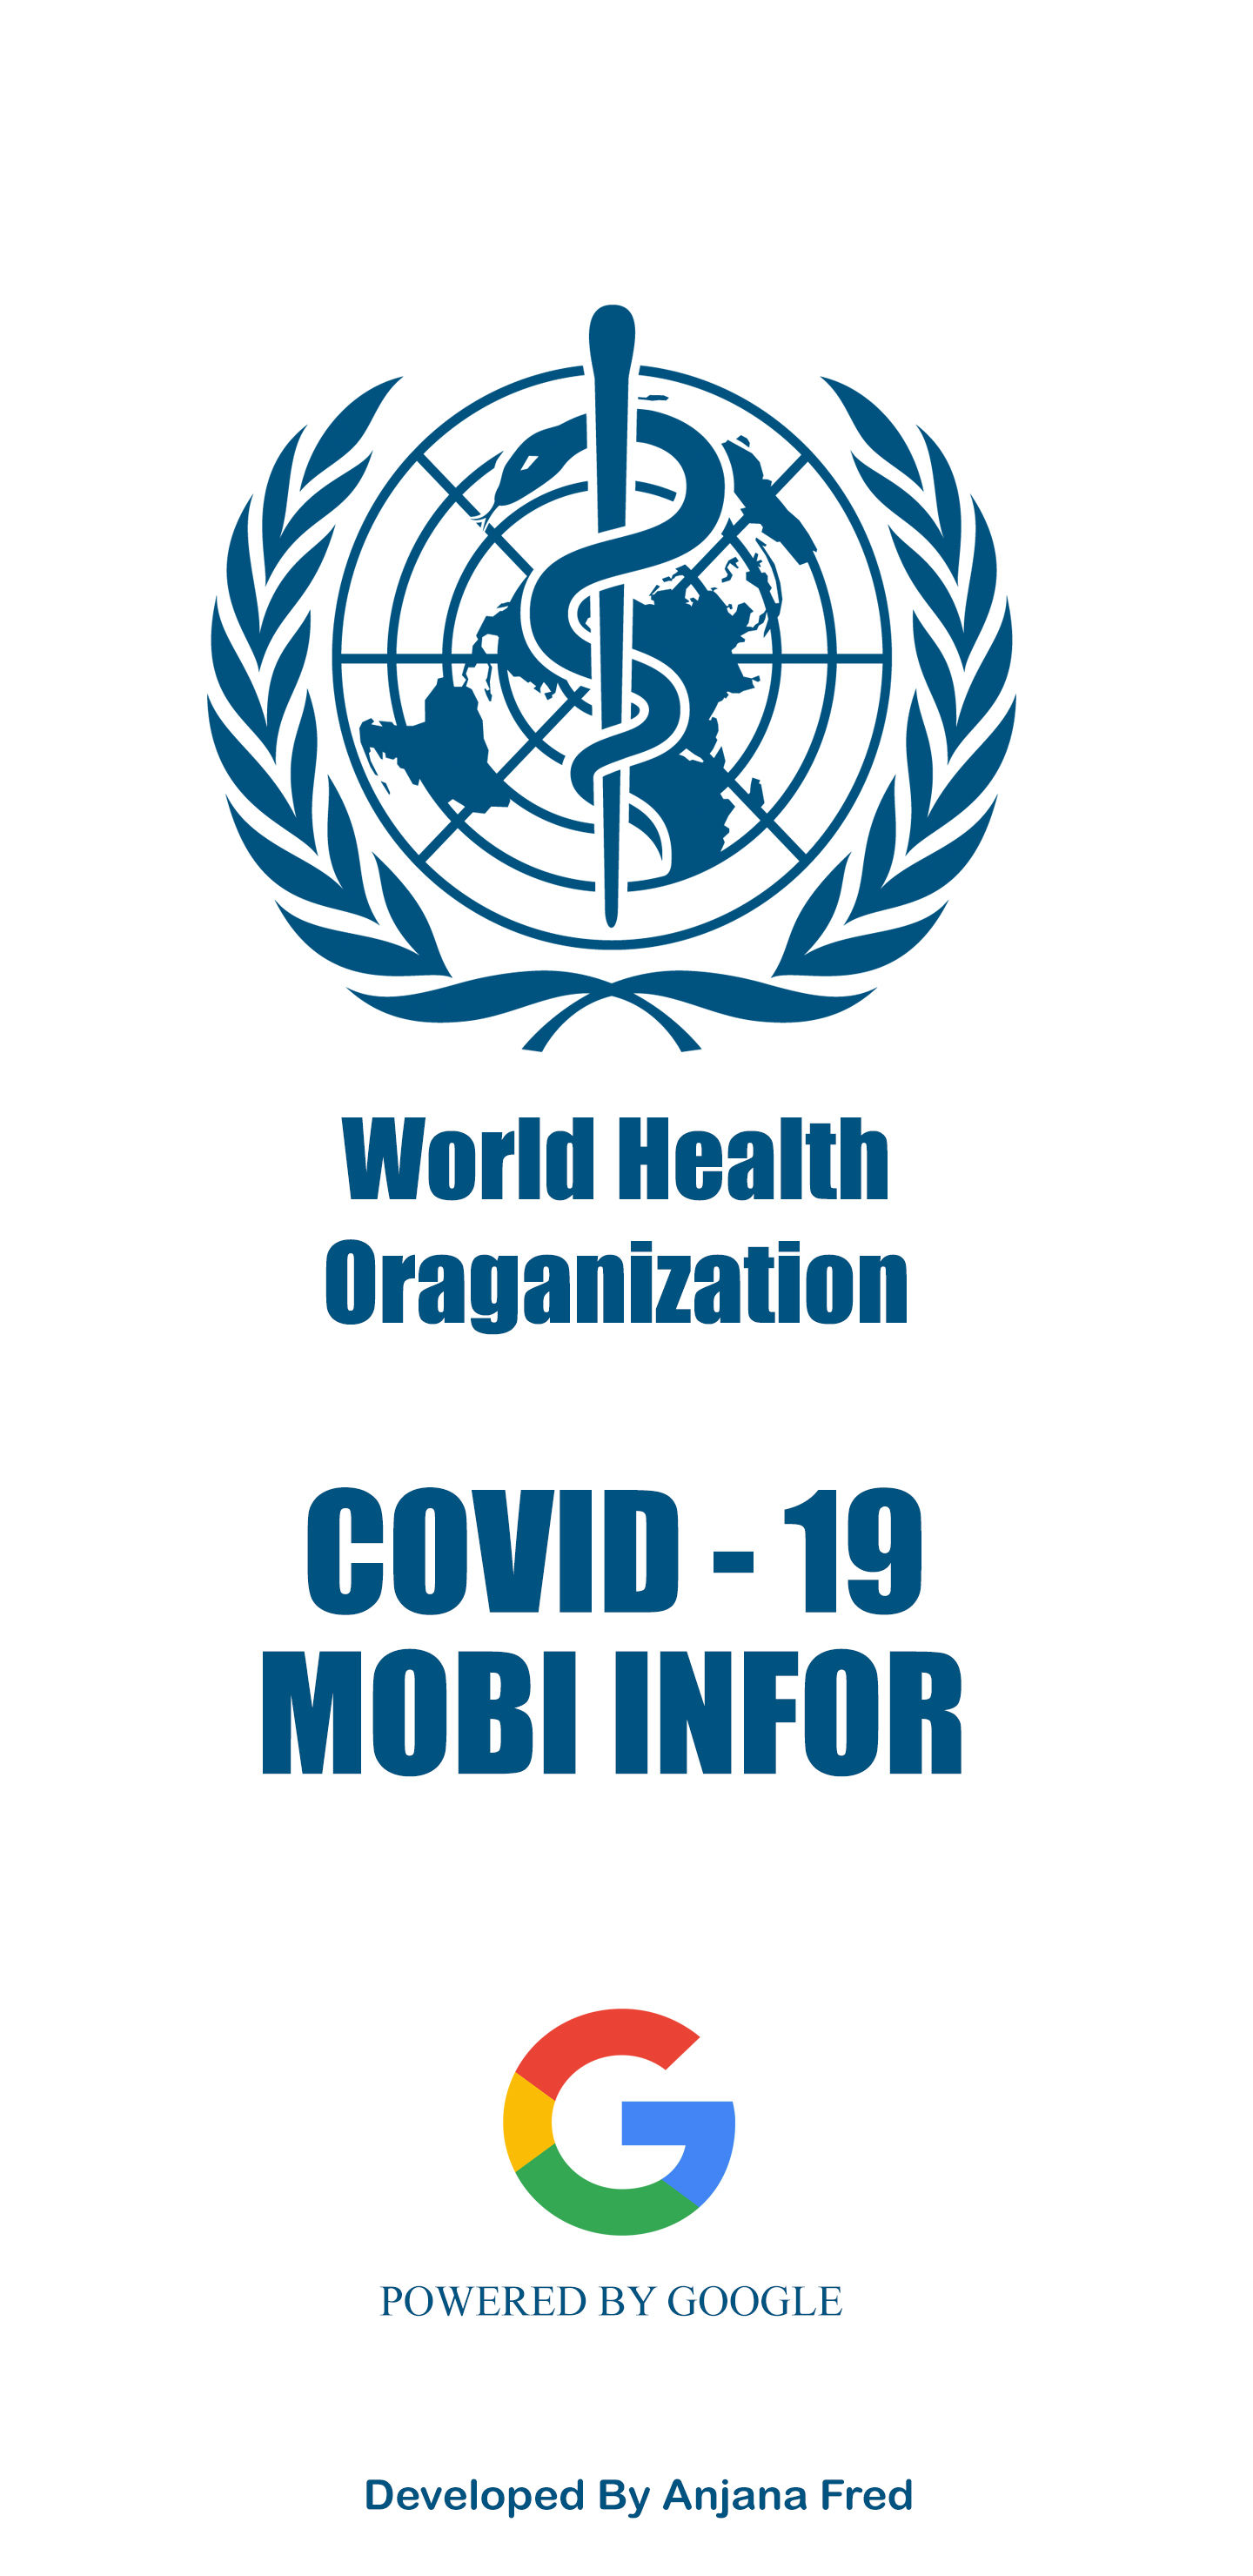 World Health
Oraganization
COVID - 19
MOBI INFOR
POWERED BY GOOGLE
Developed By Anjana Fred